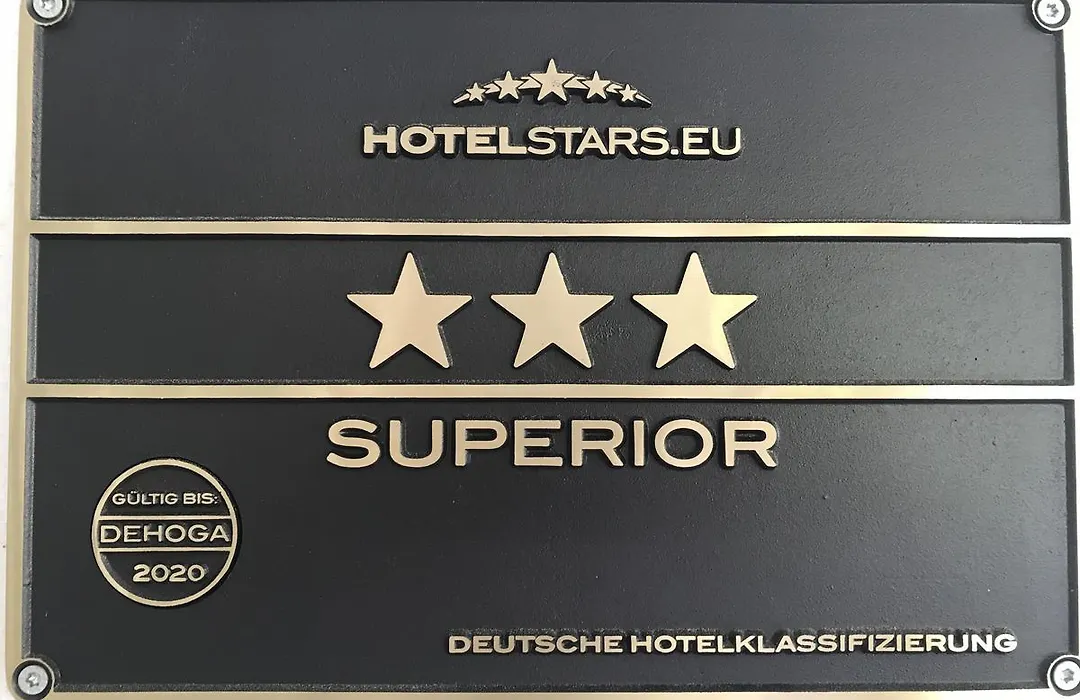 HOTELSTARS.EU
SUPERIOR
GÜLTIG BIS:
DEHOGA
2020
DEUTSCHE HOTELKLASSIFIZIERUNG